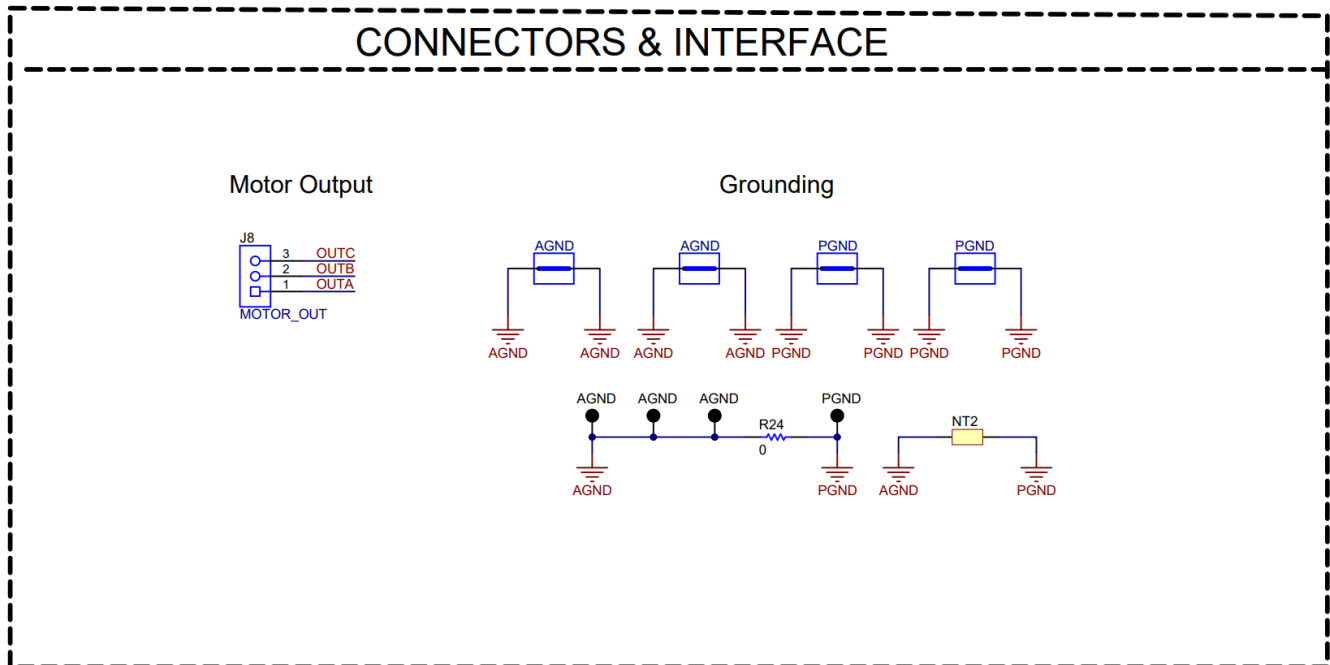 CONNECTORS & INTERFACE
Motor Output
Grounding
J8
3 OUTC
2 OUTB
1 OUTA
MOTOR_OUT
AGND AGND PGND PGND
AGND AGND AGND AGND PGND PGND PGND PGND
AGND AGND AGND PGND
R24
0
NT2
AGND PGND AGND PGND